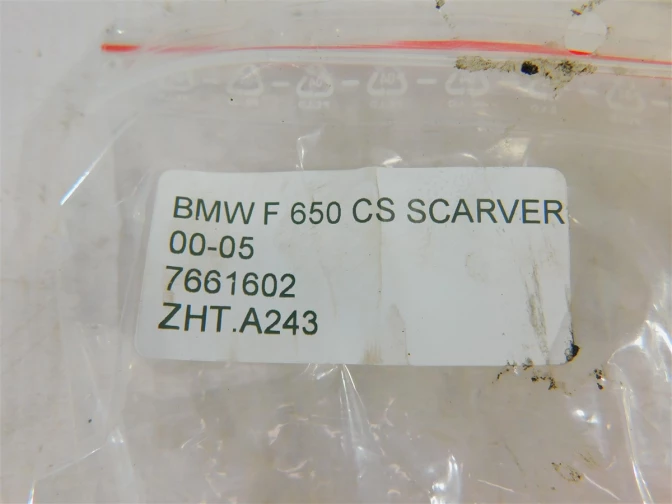 BMW F 650 CS SCARVER
00-05
7661602
ZHT.A243